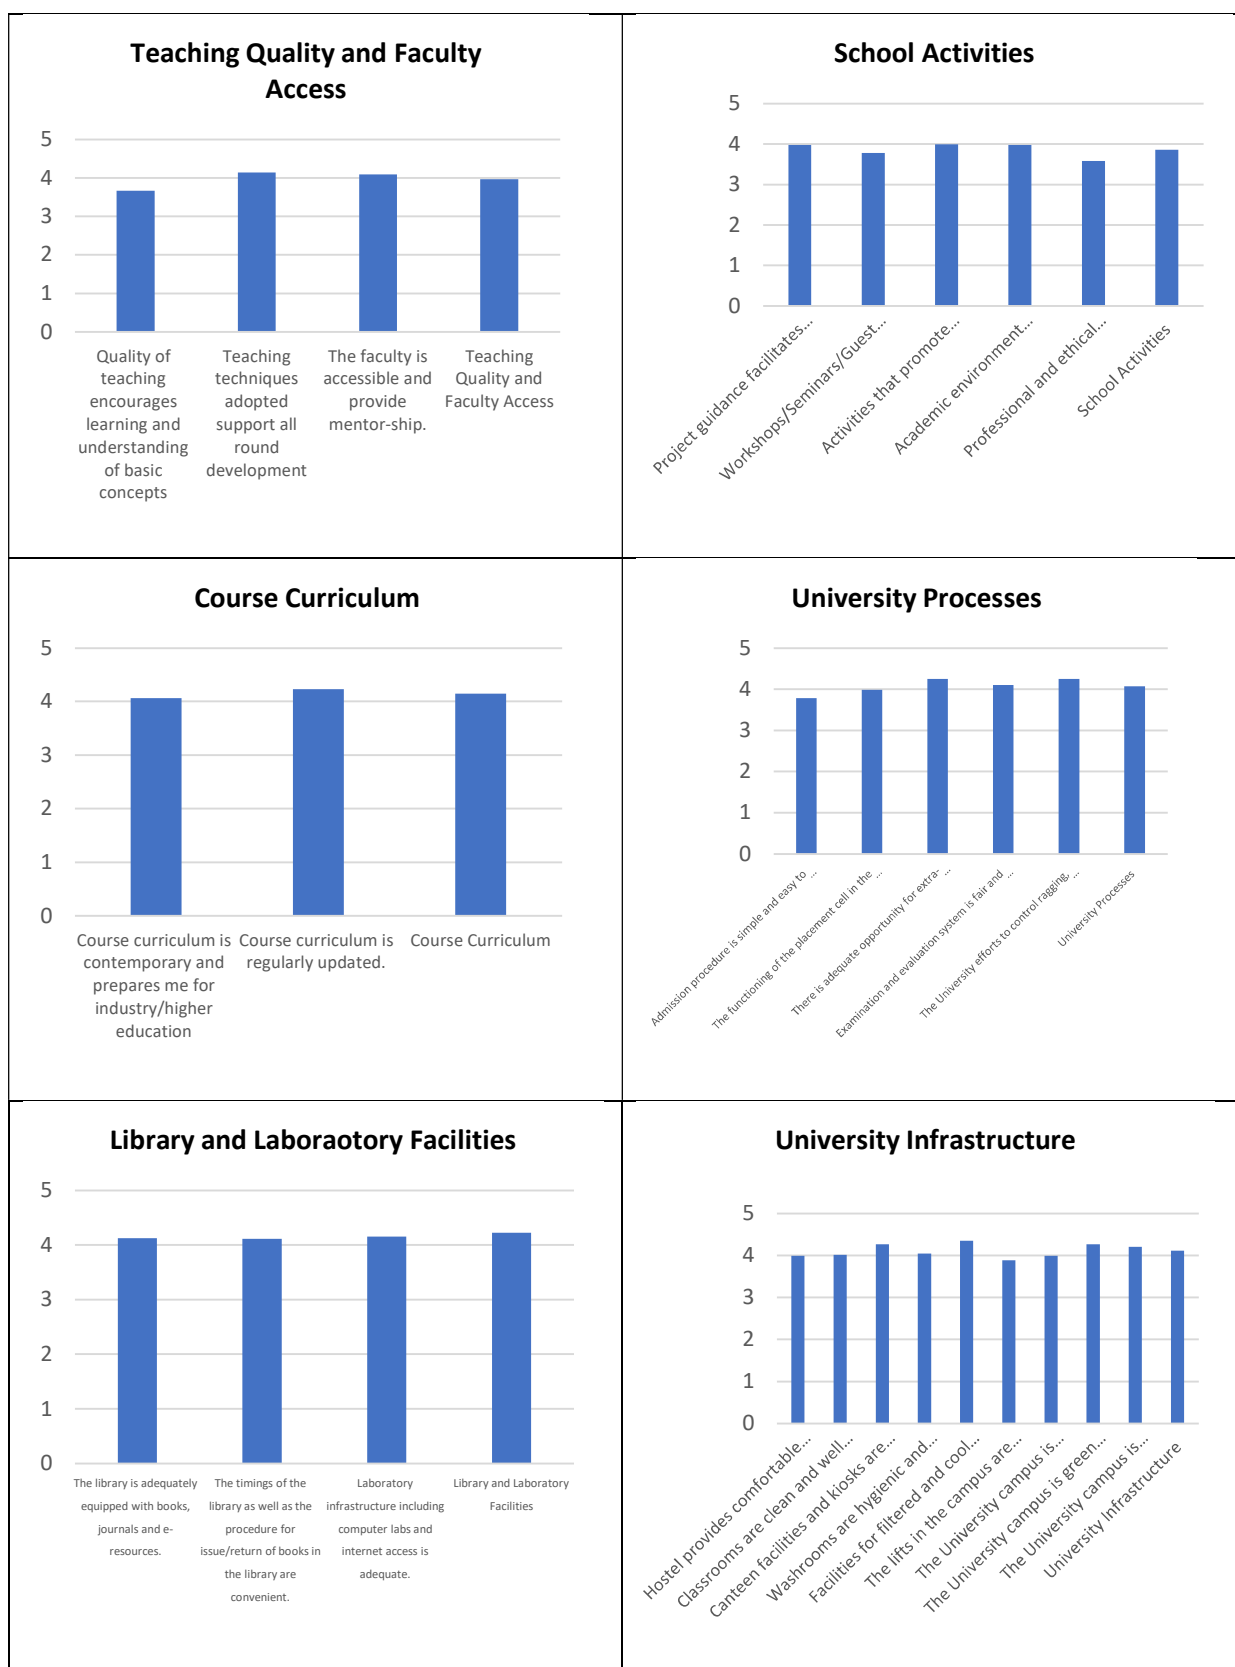 Teaching Quality and Faculty
Access
5
4
3
2
1
0
Quality of
teaching
encourages
learning and
understanding
of basic
concepts
Teaching
techniques
adopted
support all
round
development
The faculty is
accessible and
provide
mentor-ship.
Teaching
Quality and
Faculty Access
School Activities
5
4
3
2
1
0
Project guidance facilitates...
Workshops/Seminars/Guest...
Activities that promote...
Academic environment...
Professional and ethical...
School Activities
Course Curriculum
5
4
3
2
1
0
Course curriculum is
contemporary and
prepares me for
industry/higher
education
Course curriculum is
regularly updated.
Course Curriculum
University Processes
5
4
3
2
1
0
Admission procedure is simple and easy to ...
The functioning of the placement cell in the ...
There is adequate opportunity for extra-...
Examination and evaluation system is fair and ...
The University efforts to control ragging, ...
University Processes
Library and Laboraotory Facilities
5
4
3
2
1
0
The library is adequately
equipped with books,
journals and e-
resources.
The timings of the
library as well as the
procedure for
issue/return of books in
the library are
convenient.
Laboratory
infrastructure including
computer labs and
internet access is
adequate.
Library and Laboratory
Facilities
University Infrastructure
5
4
3
2
1
0
Hostel provides comfortable...
Classrooms are clean and well...
Canteen facilities and kiosks are...
Washrooms are hygienic and...
Facilities for filtered and cool...
The lifts in the campus are...
The University campus is...
The University campus is green...
The University campus is...
University Infrastructure